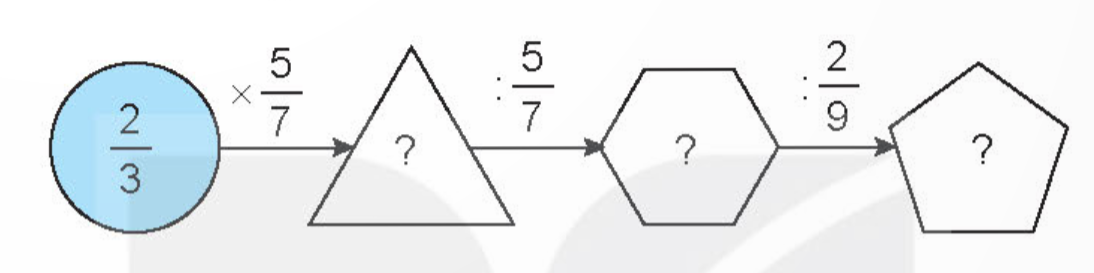 2/3 × 5/7 ? : 5/7 ? : 2/9 ?